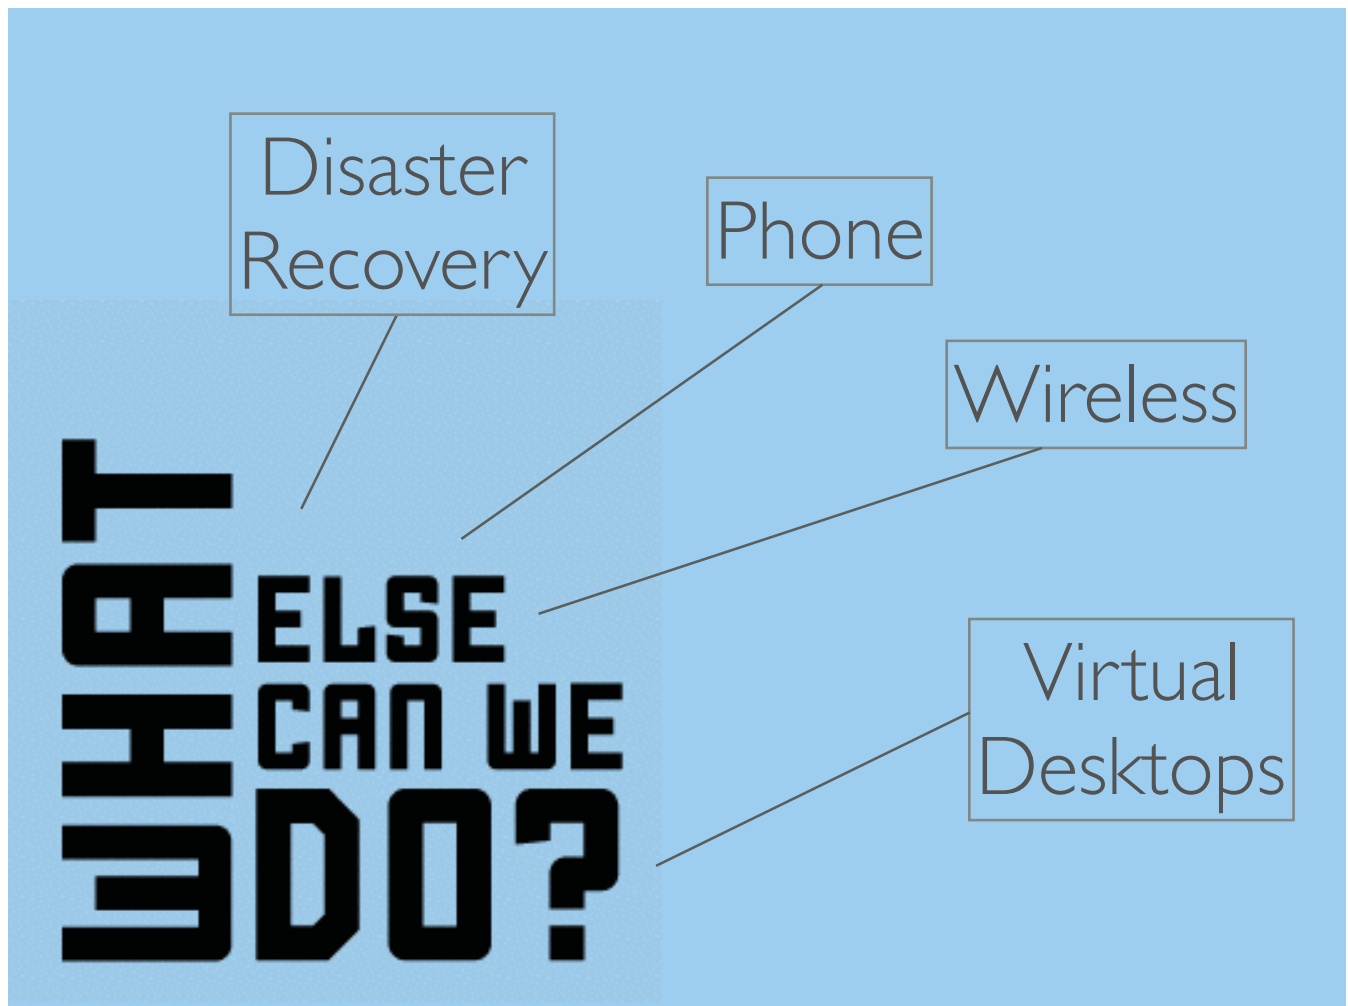 Disaster
Recovery
Phone
Wireless
WHAT
ELSE
CAN WE
DO?
Virtual
Desktops